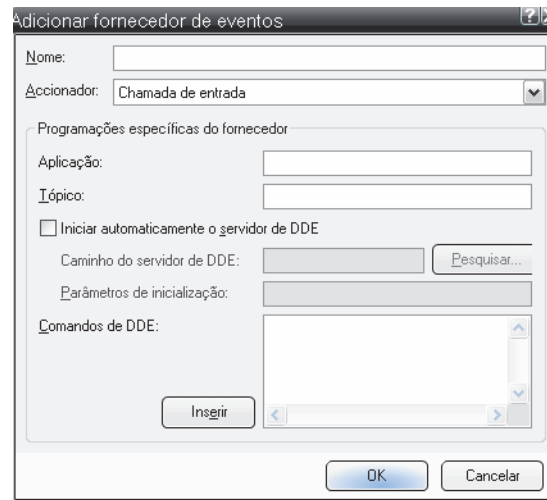 Adicionar fornecedor de eventos
Nome:
Accionador: Chamada de entrada
Programações específicas do fornecedor
Aplicação:
Tópico:
Iniciar automaticamente o servidor de DDE
Caminho do servidor de DDE: Pesquisar...
Parâmetros de inicialização:
Comandos de DDE:
Inserir
OK Cancelar